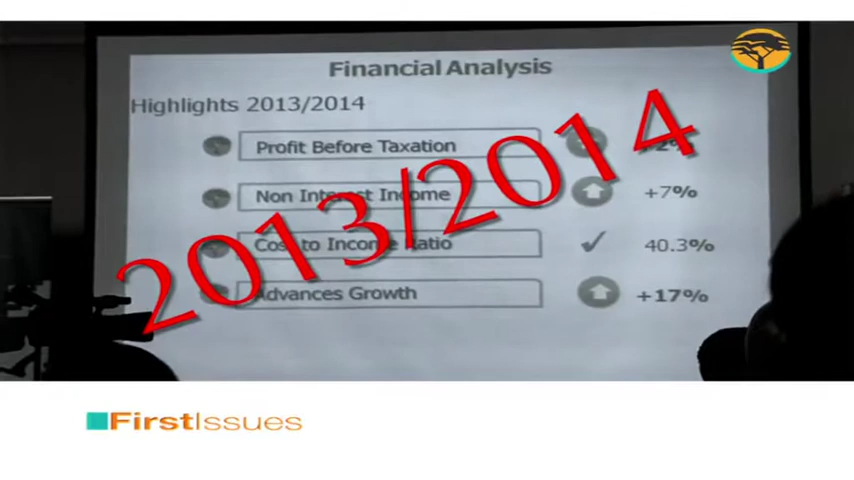 Financial Analysis
Highlights 2013/2014
Profit Before Taxation
Non Interest Income
+7%
Cost to Income Ratio
40.3%
Advances Growth
+17%
2013/2014
FirstIssues